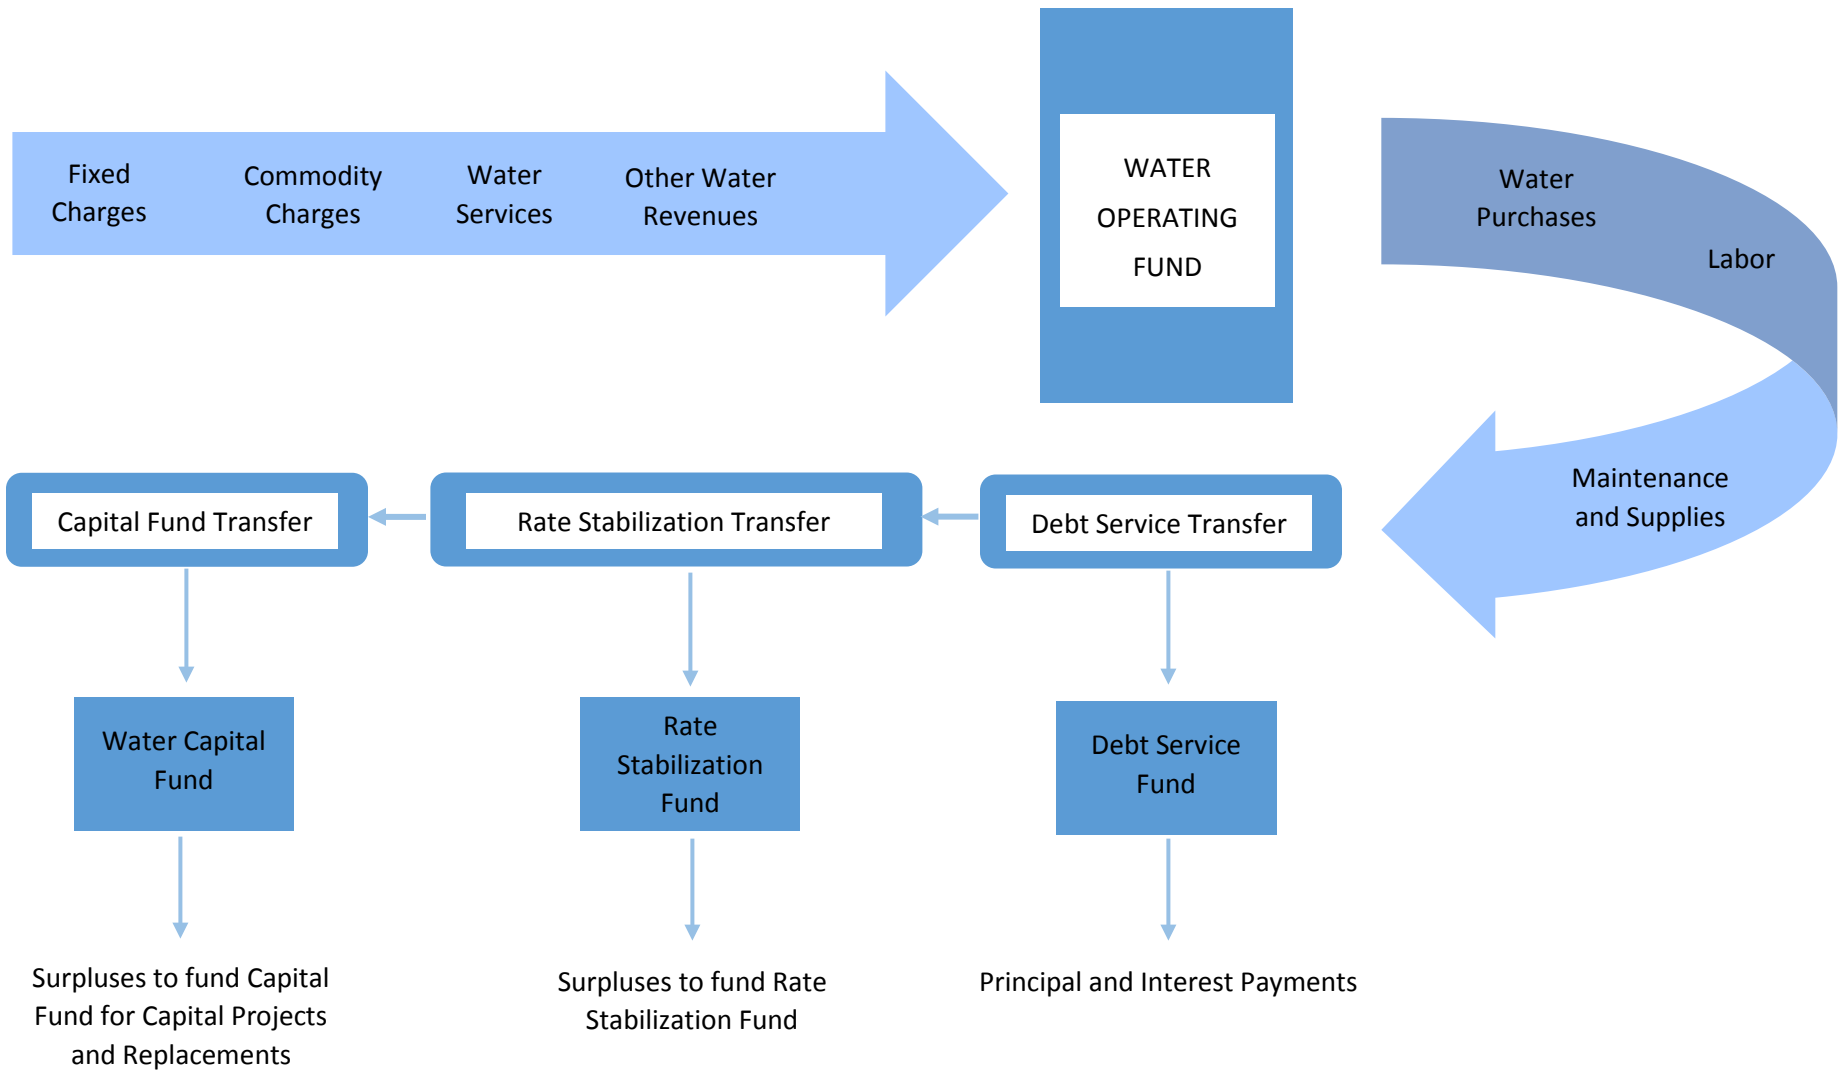 Fixed
Charges
Commodity
Charges
Water
Services
Other Water
Revenues
WATER
OPERATING
FUND
Water
Purchases
Labor
Maintenance
and Supplies
Capital Fund Transfer
Rate Stabilization Transfer
Debt Service Transfer
Water Capital
Fund
Rate
Stabilization
Fund
Debt Service
Fund
Surpluses to fund Capital
Fund for Capital Projects
and Replacements
Surpluses to fund Rate
Stabilization Fund
Principal and Interest Payments